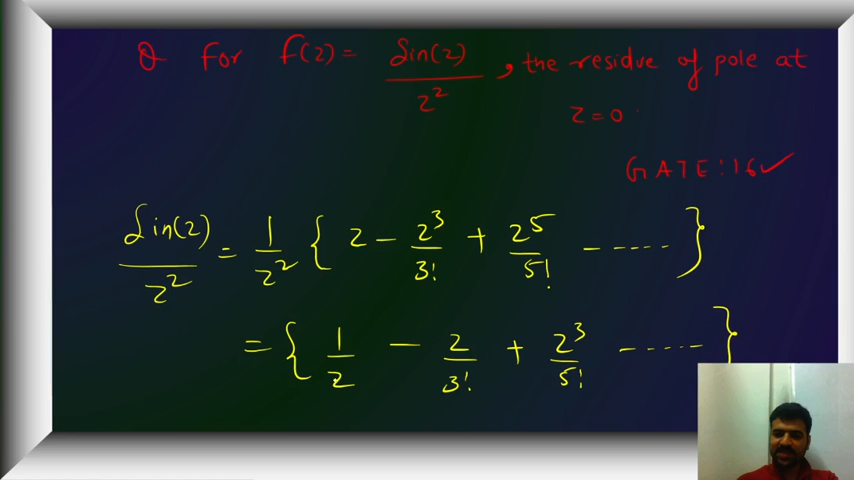 Q For f(z) = sin(z)/z², the residue of pole at
z=0
GATE:16✓
sin(z)/z² = 1/z² { z - z³/3! + z⁵/5! ----- }
= { 1/z - z/3! + z³/5! ----- }